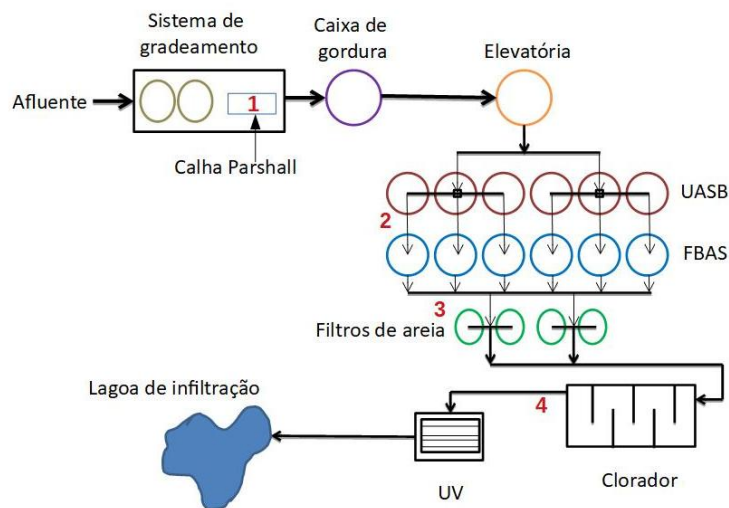 Sistema de
gradeamento
Caixa de
gordura
Elevatória
Afluente
1
Calha Parshall
UASB
2
FBAS
3
Filtros de areia
Lagoa de infiltração
4
UV
Clorador